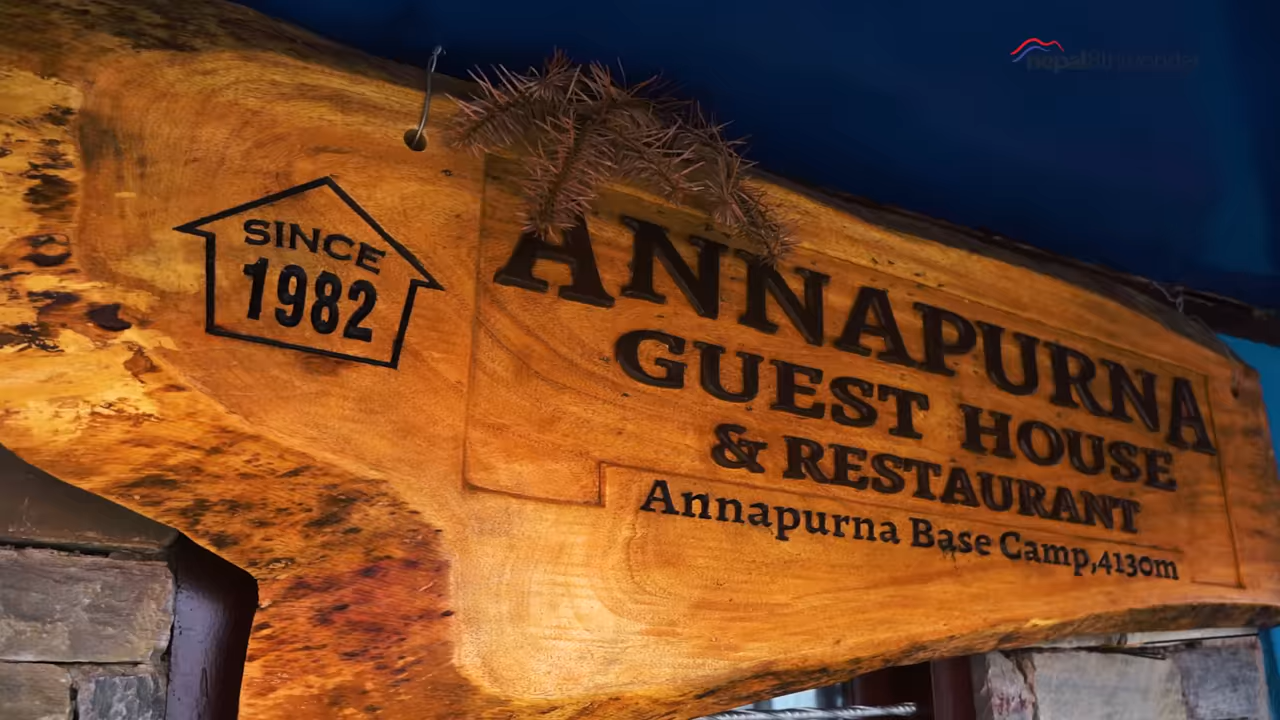 SINCE
1982
ANNAPURNA
GUEST HOUSE
& RESTAURANT
Annapurna Base Camp,4130m